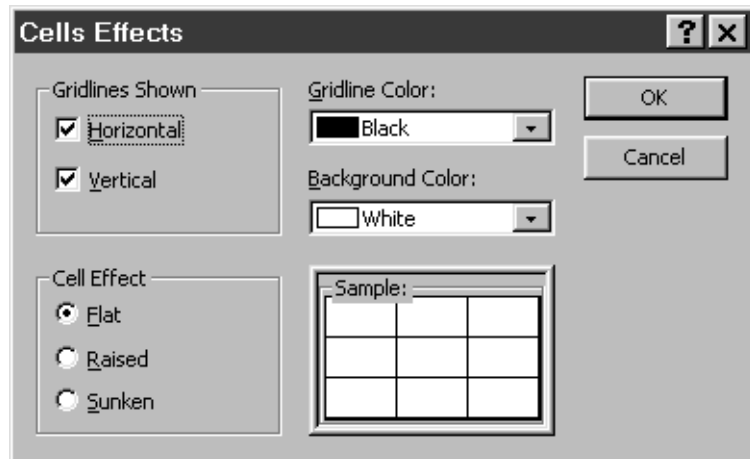 Cells Effects
Gridlines Shown
Horizontal
Vertical
Gridline Color:
Black
Background Color:
White
OK
Cancel
Cell Effect
Flat
Raised
Sunken
Sample: